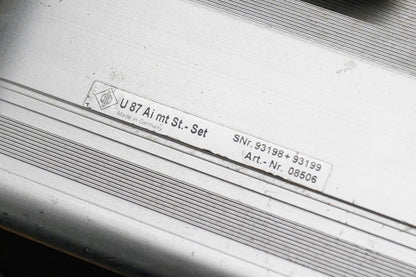 U 87 Ai mt St.- Set
Made in Germany
SNr. 93198 + 93199
Art.- Nr. 08506